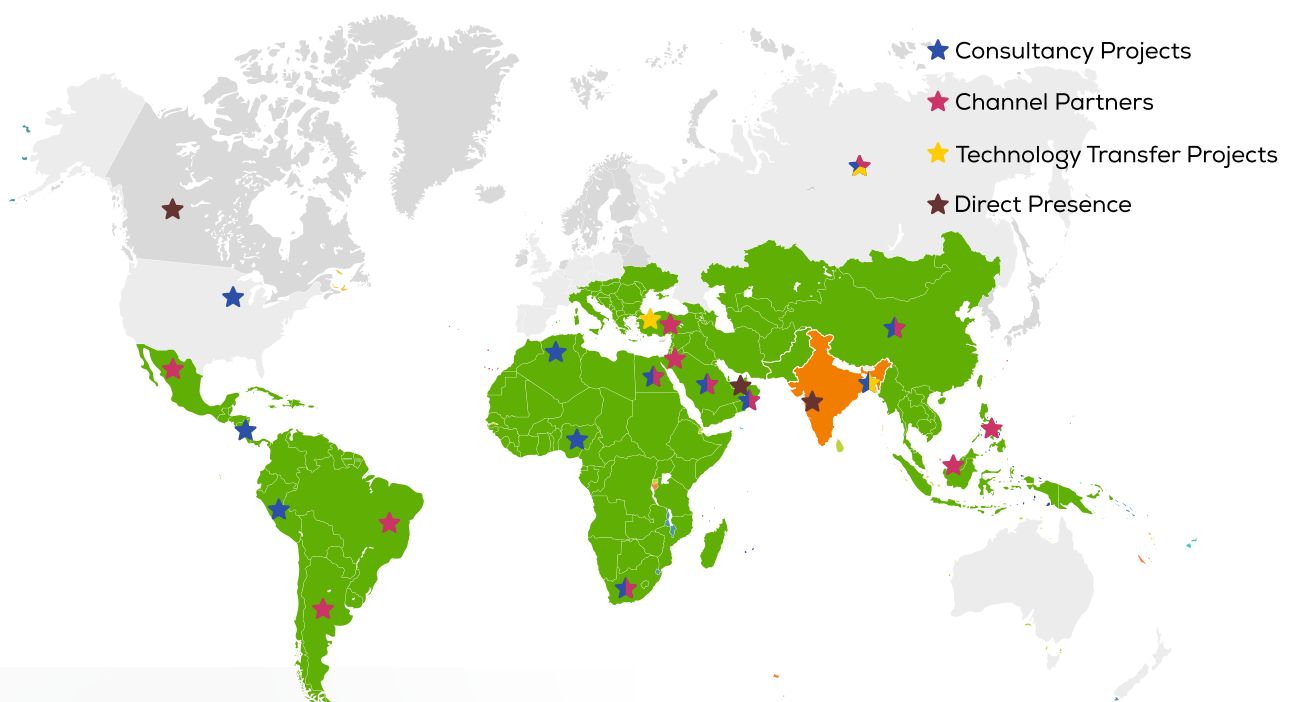 Consultancy Projects
Channel Partners
Technology Transfer Projects
Direct Presence